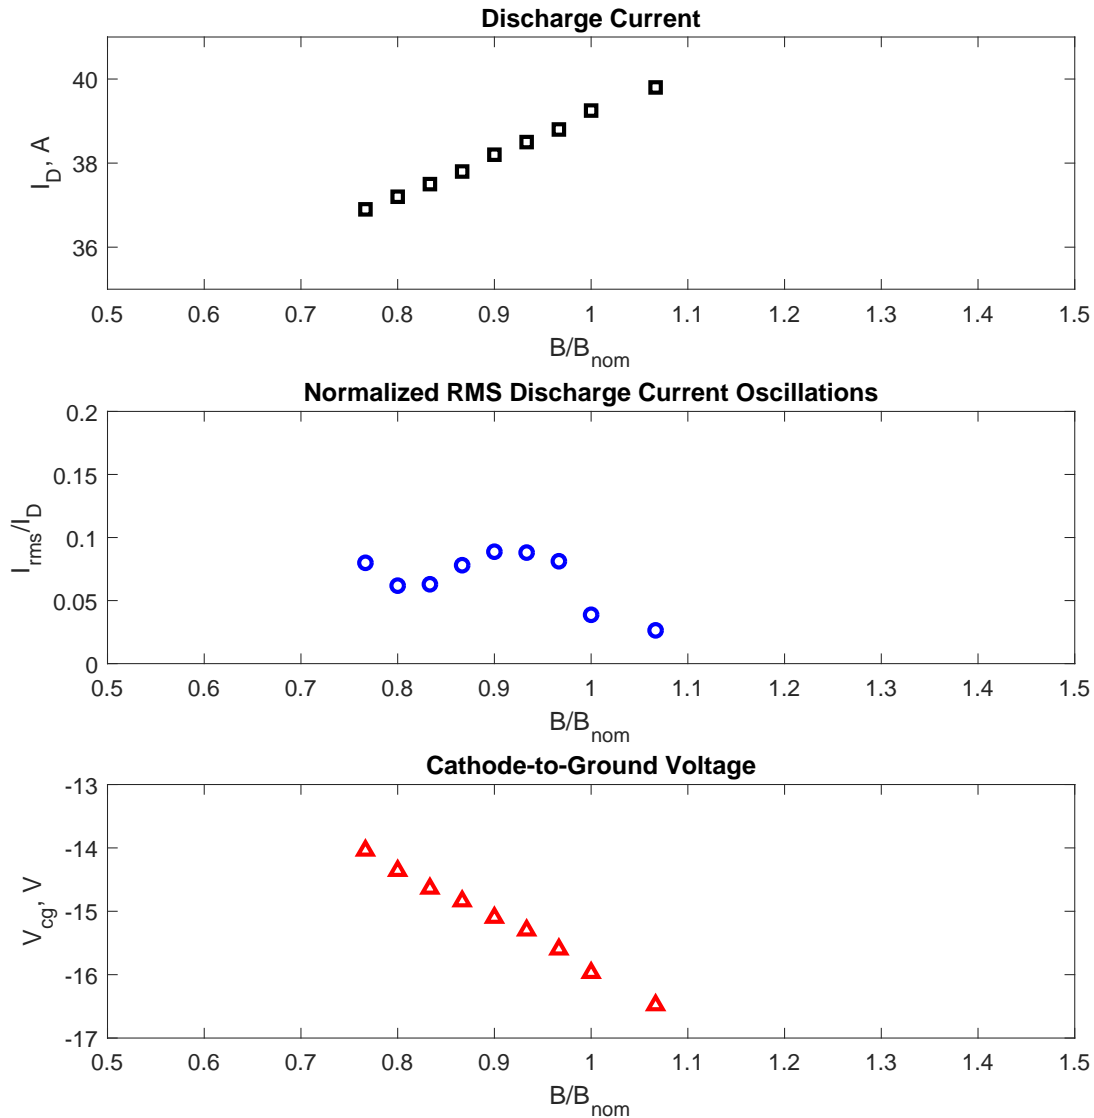 Discharge Current
I_D, A
40
38
36
0.5 0.6 0.7 0.8 0.9 1 1.1 1.2 1.3 1.4 1.5
B/B_nom
Normalized RMS Discharge Current Oscillations
I_rms/I_D
0.2
0.15
0.1
0.05
0
0.5 0.6 0.7 0.8 0.9 1 1.1 1.2 1.3 1.4 1.5
B/B_nom
Cathode-to-Ground Voltage
V_cg, V
-13
-14
-15
-16
-17
0.5 0.6 0.7 0.8 0.9 1 1.1 1.2 1.3 1.4 1.5
B/B_nom